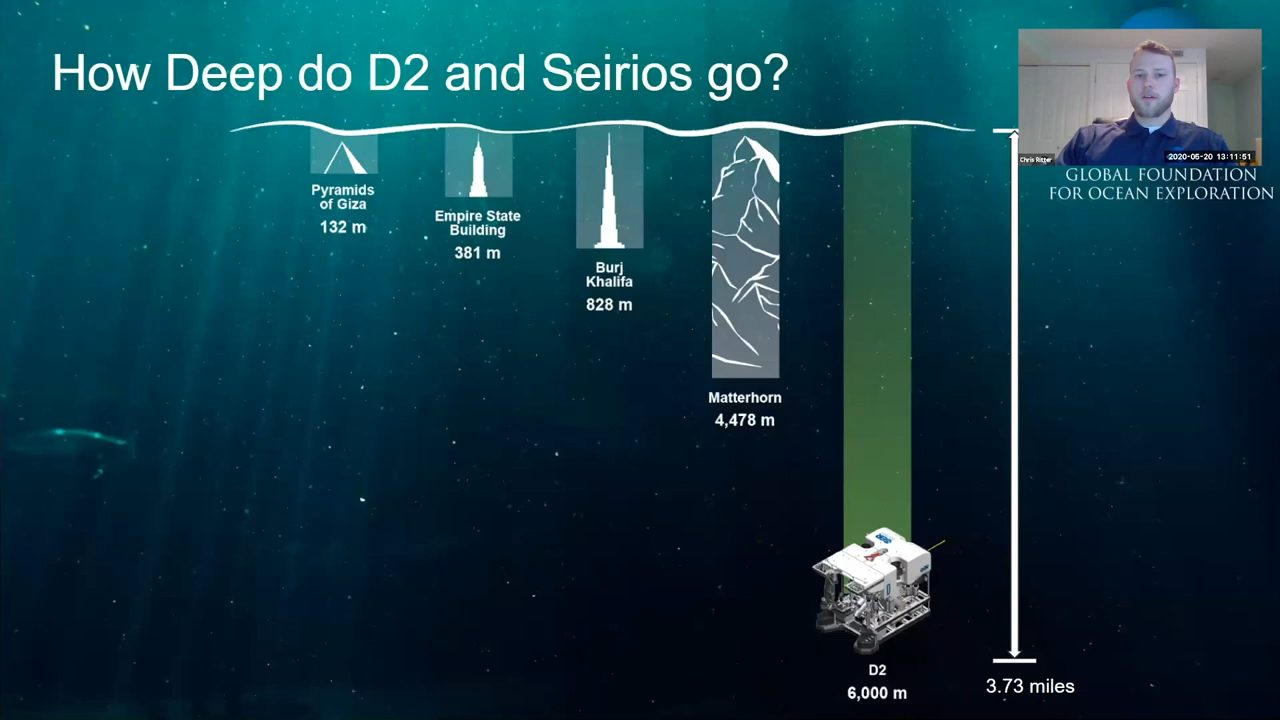 How Deep do D2 and Seirios go?
Chris Ritter
2020-05-20 13:11:51
GLOBAL FOUNDATION
FOR OCEAN EXPLORATION
Pyramids
of Giza
132 m
Empire State
Building
381 m
Burj
Khalifa
828 m
Matterhorn
4,478 m
D2
6,000 m
3.73 miles